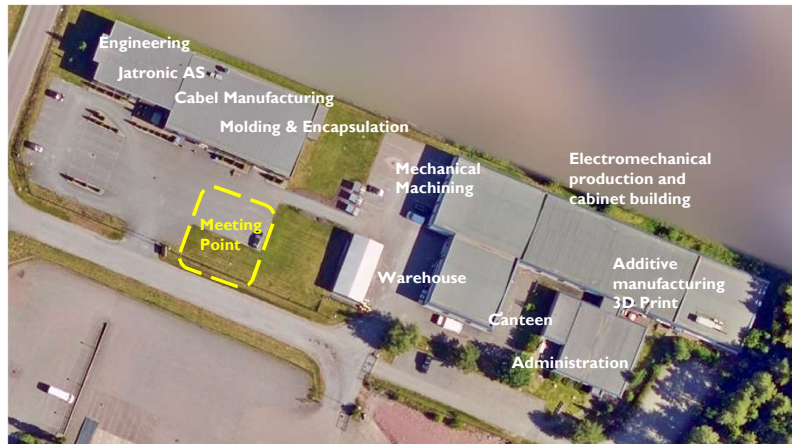 Engineering
Jatronic AS
Cabel Manufacturing
Molding & Encapsulation
Mechanical
Machining
Electromechanical
production and
cabinet building
Meeting
Point
Warehouse
Additive
manufacturing
3D Print
Canteen
Administration